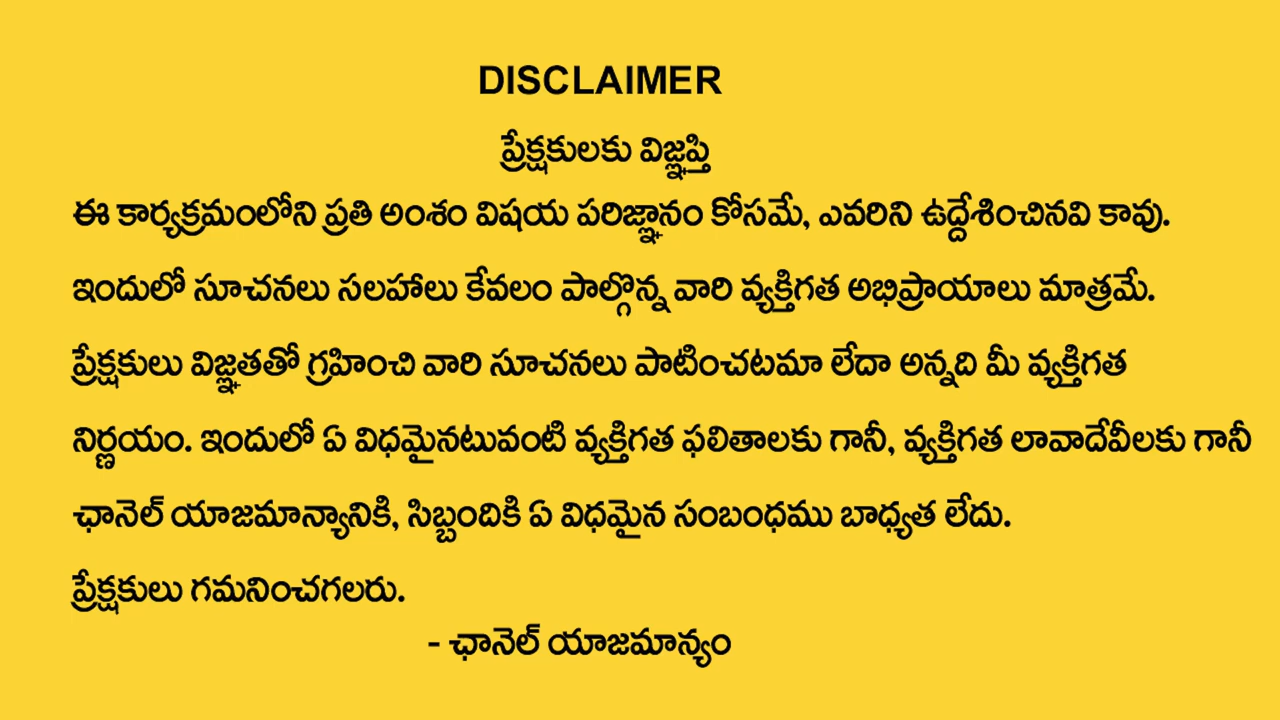 DISCLAIMER
ప్రేక్షకులకు విజ్ఞప్తి
ఈ కార్యక్రమంలోని ప్రతి అంశం విషయ పరిజ్ఞానం కోసమే, ఎవరిని ఉద్దేశించినవి కావు.
ఇందులో సూచనలు సలహాలు కేవలం పాల్గొన్న వారి వ్యక్తిగత అభిప్రాయాలు మాత్రమే.
ప్రేక్షకులు విజ్ఞతతో గ్రహించి వారి సూచనలు పాటించటమా లేదా అన్నది మీ వ్యక్తిగత
నిర్ణయం. ఇందులో ఏ విధమైనటువంటి వ్యక్తిగత ఫలితాలకు గానీ, వ్యక్తిగత లావాదేవీలకు గానీ
ఛానెల్ యాజమాన్యానికి, సిబ్బందికి ఏ విధమైన సంబంధము బాధ్యత లేదు.
ప్రేక్షకులు గమనించగలరు.
- ఛానెల్ యాజమాన్యం